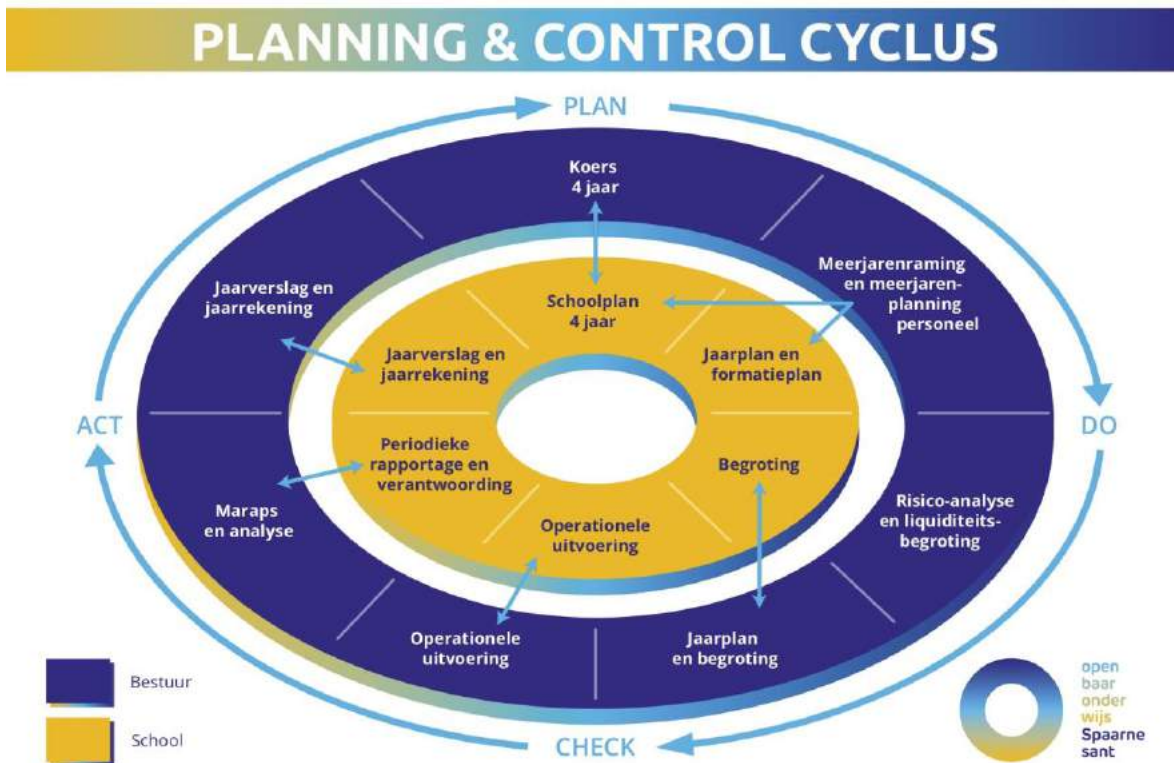 PLANNING & CONTROL CYCLUS
PLAN
Koers
4 jaar
Meerjarenraming
en meerjaren-
planning
personeel
Jaarverslag en
jaarrekening
Schoolplan
4 jaar
Jaarverslag en
jaarrekening
Jaarplan en
formatieplan
ACT
DO
Periodieke
rapportage en
verantwoording
Begroting
Maraps
en analyse
Risico-analyse
en liquiditeits-
begroting
Operationele
uitvoering
Operationele
uitvoering
Jaarplan
en begroting
CHECK
Bestuur
School
open
baar
onder
wijs
Spaarne
sant